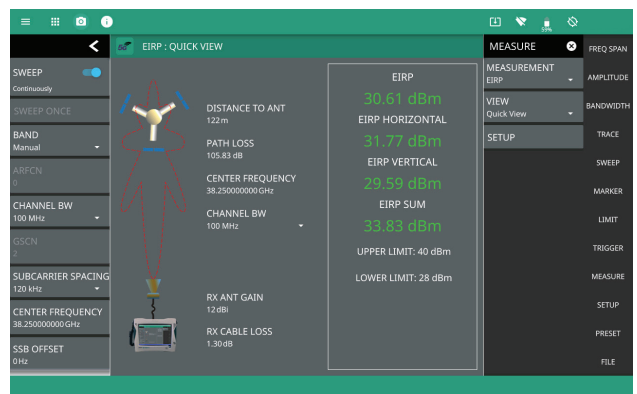 59%
5G EIRP : QUICK VIEW
SWEEP
Continuously
SWEEP ONCE
BAND
Manual
ARFCN
0
CHANNEL BW
100 MHz
GSCN
2
SUBCARRIER SPACING
120 kHz
CENTER FREQUENCY
38.250000000 GHz
SSB OFFSET
0 Hz
DISTANCE TO ANT
122 m
PATH LOSS
105.83 dB
CENTER FREQUENCY
38.250000000 GHz
CHANNEL BW
100 MHz
RX ANT GAIN
12 dBi
RX CABLE LOSS
1.30 dB
EIRP
30.61 dBm
EIRP HORIZONTAL
31.77 dBm
EIRP VERTICAL
29.59 dBm
EIRP SUM
33.83 dBm
UPPER LIMIT: 40 dBm
LOWER LIMIT: 28 dBm
MEASURE
MEASUREMENT
EIRP
VIEW
Quick View
SETUP
FREQ SPAN
AMPLITUDE
BANDWIDTH
TRACE
SWEEP
MARKER
LIMIT
TRIGGER
MEASURE
SETUP
PRESET
FILE